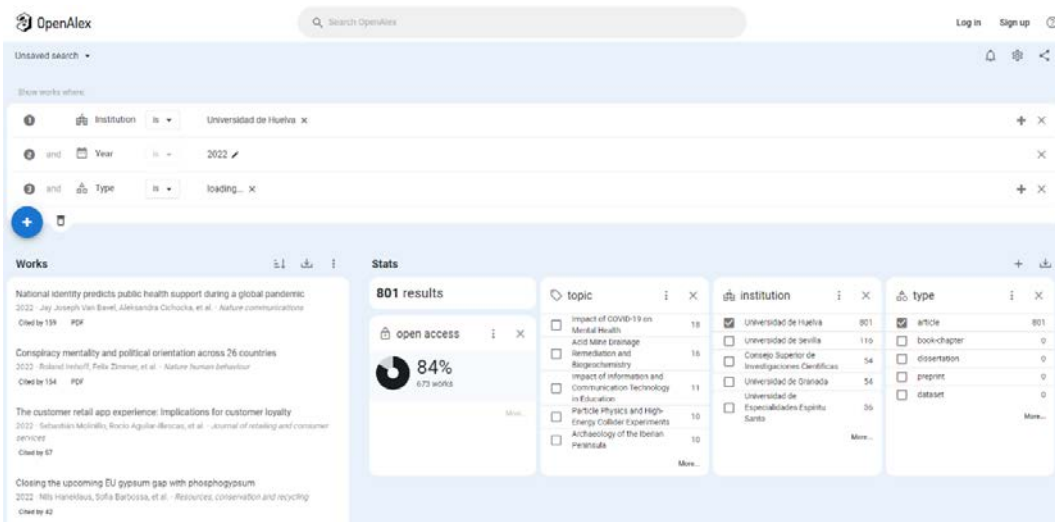 OpenAlex
Search OpenAlex
Log in
Sign up
Unsaved search
Show works where:
1 Institution is Universidad de Huelva
2 and Year is 2022
3 and Type is loading...
Works
National identity predicts public health support during a global pandemic
2022 · Jay Joseph Van Bavel, Aleksandra Cichocka, et al. · Nature communications
Cited by 159 PDF
Conspiracy mentality and political orientation across 26 countries
2022 · Roland Imhoff, Felix Zimmer, et al. · Nature human behaviour
Cited by 154 PDF
The customer retail app experience: Implications for customer loyalty
2022 · Sebastián Molinillo, Rocío Aguilar-Illescas, et al. · Journal of retailing and consumer
services
Cited by 57
Closing the upcoming EU gypsum gap with phosphogypsum
2022 · Nils Haneklaus, Sofia Barbossa, et al. · Resources, conservation and recycling
Cited by 42
Stats
801 results
open access
84%
673 works
More...
topic
Impact of COVID-19 on
Mental Health
18
Acid Mine Drainage
Remediation and
Biogeochemistry
16
Impact of Information and
Communication Technology
in Education
11
Particle Physics and High-
Energy Collider Experiments
10
Archaeology of the Iberian
Peninsula
10
More...
institution
Universidad de Huelva 801
Universidad de Sevilla 116
Consejo Superior de
Investigaciones Científicas
54
Universidad de Granada 54
Universidad de
Especialidades Espíritu
Santo
36
More...
type
article 801
book-chapter 0
dissertation 0
preprint 0
dataset 0
More...